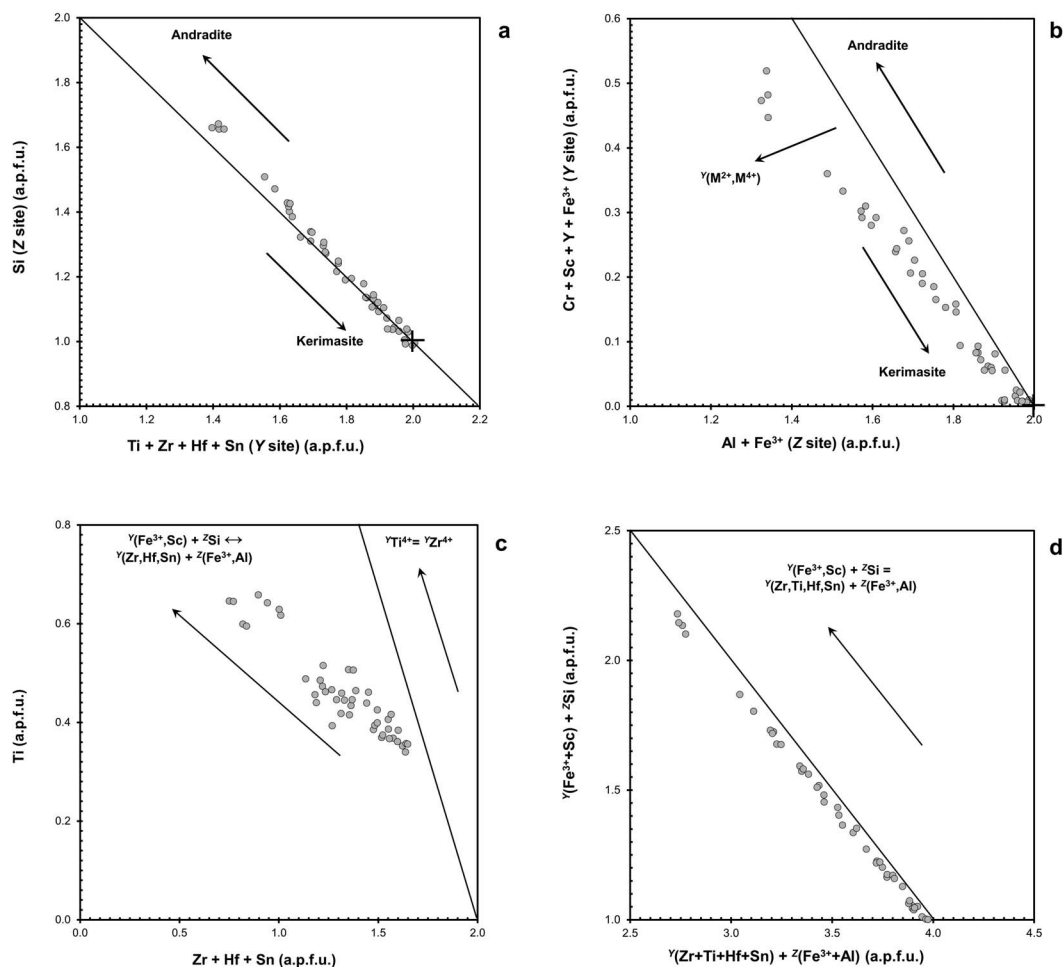 a
2.0
1.8
1.6
1.4
1.2
1.0
0.8
Si (Z site) (a.p.f.u.)
Andradite
Kerimasite
1.0 1.2 1.4 1.6 1.8 2.0 2.2
Ti + Zr + Hf + Sn (Y site) (a.p.f.u.)
b
0.6
0.5
0.4
0.3
0.2
0.1
0.0
Cr + Sc + Y + Fe³⁺ (Y site) (a.p.f.u.)
Andradite
ʸ(M²⁺,M⁴⁺)
Kerimasite
1.0 1.2 1.4 1.6 1.8 2.0
Al + Fe³⁺ (Z site) (a.p.f.u.)
c
0.8
0.6
0.4
0.2
0.0
Ti (a.p.f.u.)
ʸ(Fe³⁺,Sc) + ᶻSi ↔
ʸ(Zr,Hf,Sn) + ᶻ(Fe³⁺,Al)
ʸTi⁴⁺= ʸZr⁴⁺
0.0 0.5 1.0 1.5 2.0
Zr + Hf + Sn (a.p.f.u.)
d
2.5
2.0
1.5
1.0
ʸ(Fe³⁺+Sc) + ᶻSi (a.p.f.u.)
ʸ(Fe³⁺,Sc) + ᶻSi =
ʸ(Zr,Ti,Hf,Sn) + ᶻ(Fe³⁺,Al)
2.5 3.0 3.5 4.0 4.5
ʸ(Zr+Ti+Hf+Sn) + ᶻ(Fe³⁺+Al) (a.p.f.u.)